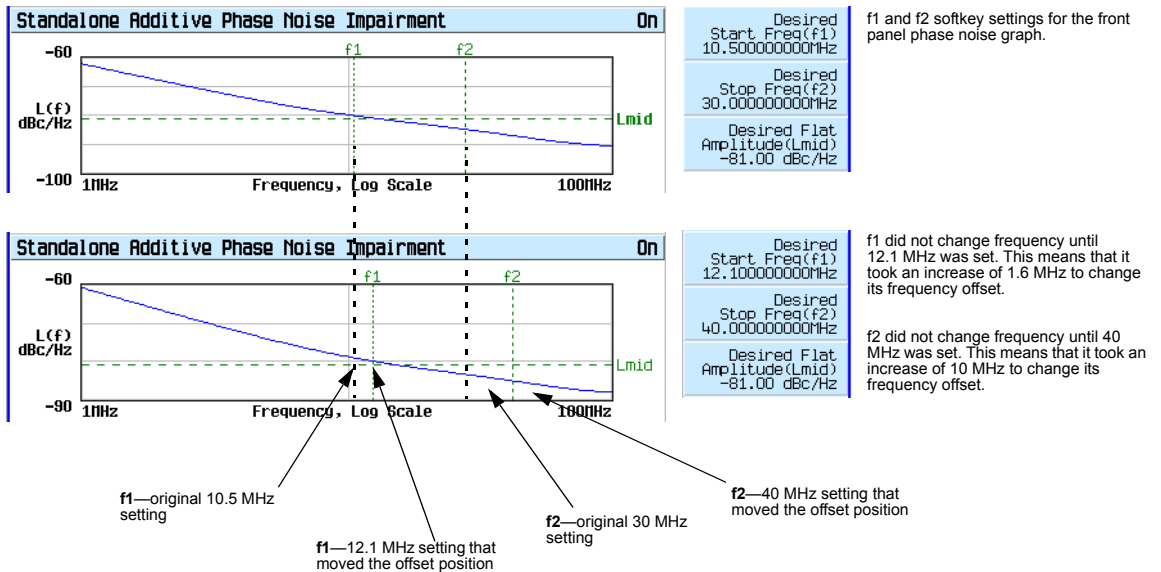 Standalone Additive Phase Noise Impairment On
f1 f2
-60
L(f)
dBc/Hz
Lmid
-100
1MHz Frequency, Log Scale 100MHz
Desired
Start Freq(f1)
10.500000000MHz
Desired
Stop Freq(f2)
30.000000000MHz
Desired Flat
Amplitude(Lmid)
-81.00 dBc/Hz
f1 and f2 softkey settings for the front
panel phase noise graph.
Standalone Additive Phase Noise Impairment On
f1 f2
-60
L(f)
dBc/Hz
Lmid
-90
1MHz Frequency, Log Scale 100MHz
Desired
Start Freq(f1)
12.100000000MHz
Desired
Stop Freq(f2)
40.000000000MHz
Desired Flat
Amplitude(Lmid)
-81.00 dBc/Hz
f1 did not change frequency until
12.1 MHz was set. This means that it
took an increase of 1.6 MHz to change
its frequency offset.
f2 did not change frequency until 40
MHz was set. This means that it took an
increase of 10 MHz to change its
frequency offset.
f1—original 10.5 MHz
setting
f1—12.1 MHz setting that
moved the offset position
f2—original 30 MHz
setting
f2—40 MHz setting that
moved the offset position